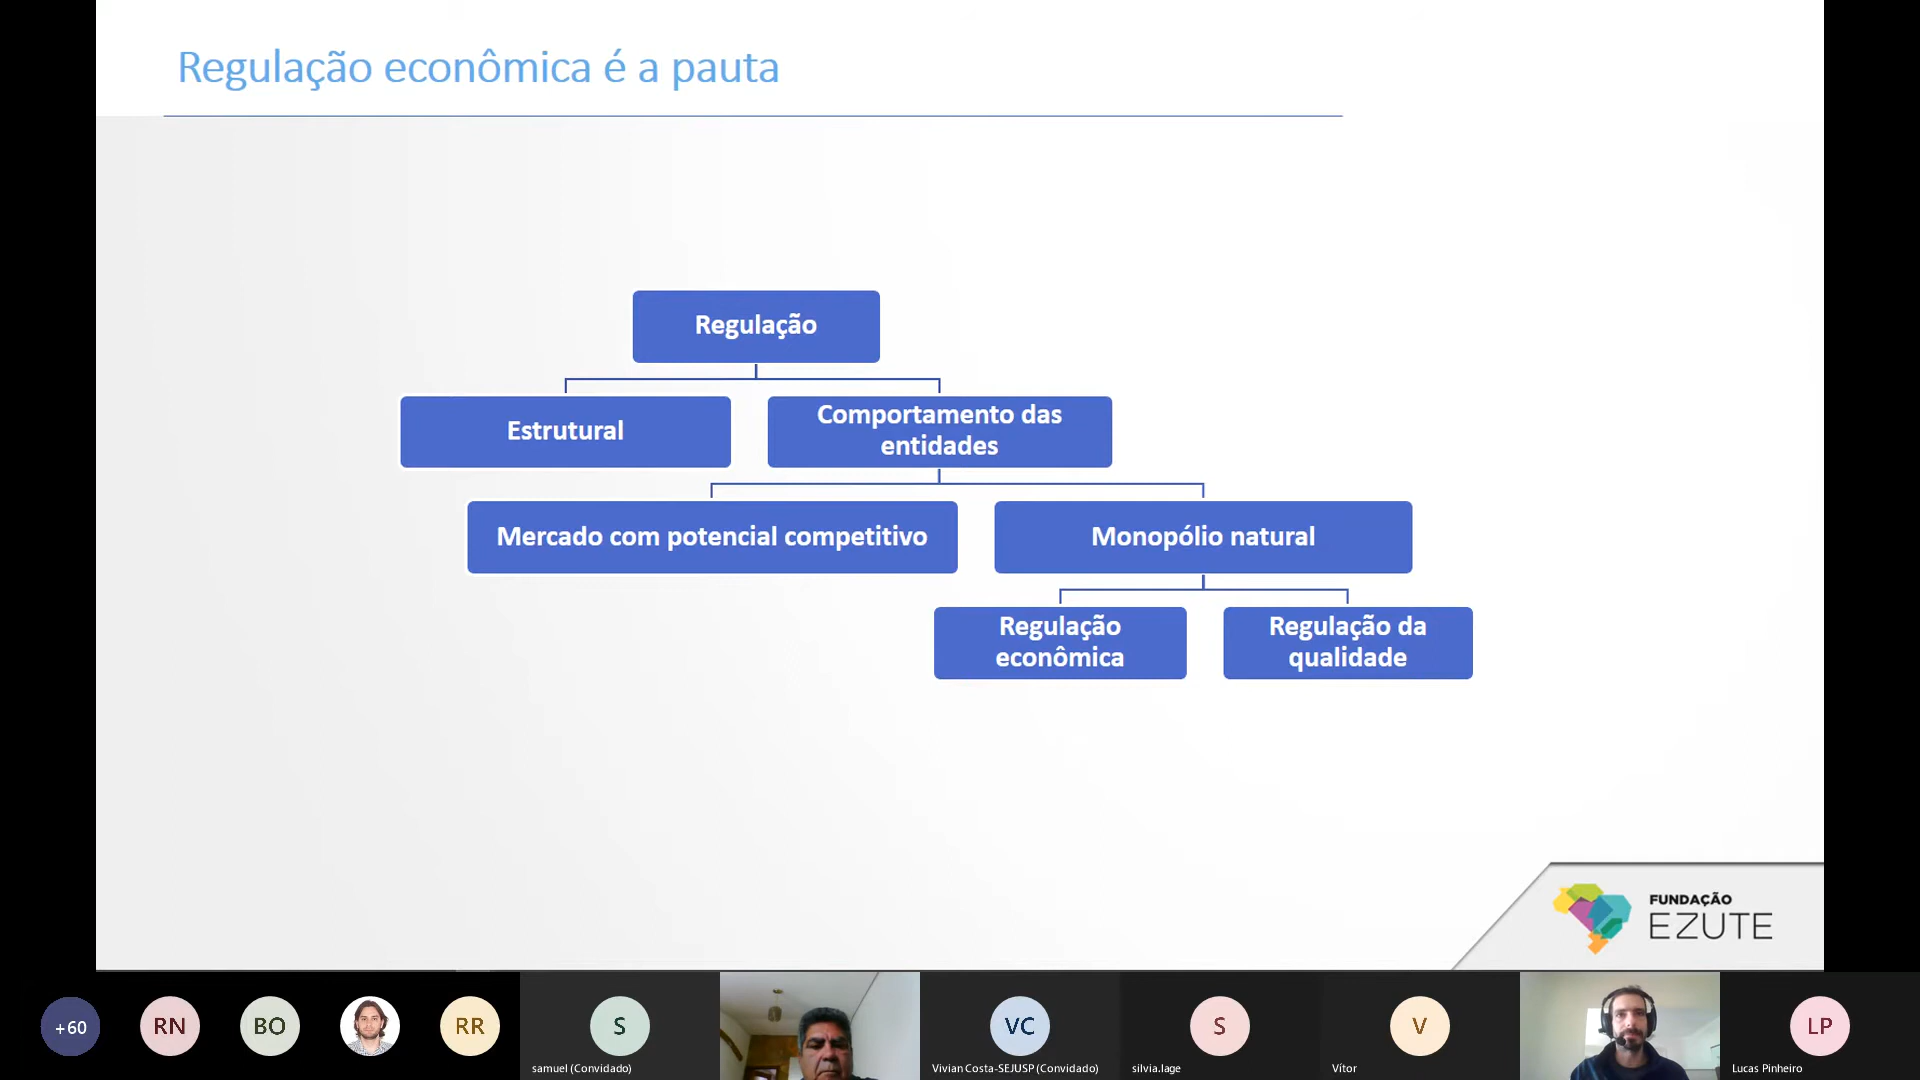 Regulação econômica é a pauta
Regulação
Estrutural
Comportamento das
entidades
Mercado com potencial competitivo
Monopólio natural
Regulação
econômica
Regulação da
qualidade
FUNDAÇÃO
EZUTE
+60
RN
BO
RR
S
samuel (Convidado)
VC
Vivian Costa-SEJUSP (Convidado)
S
silvia.lage
V
Vítor
LP
Lucas Pinheiro